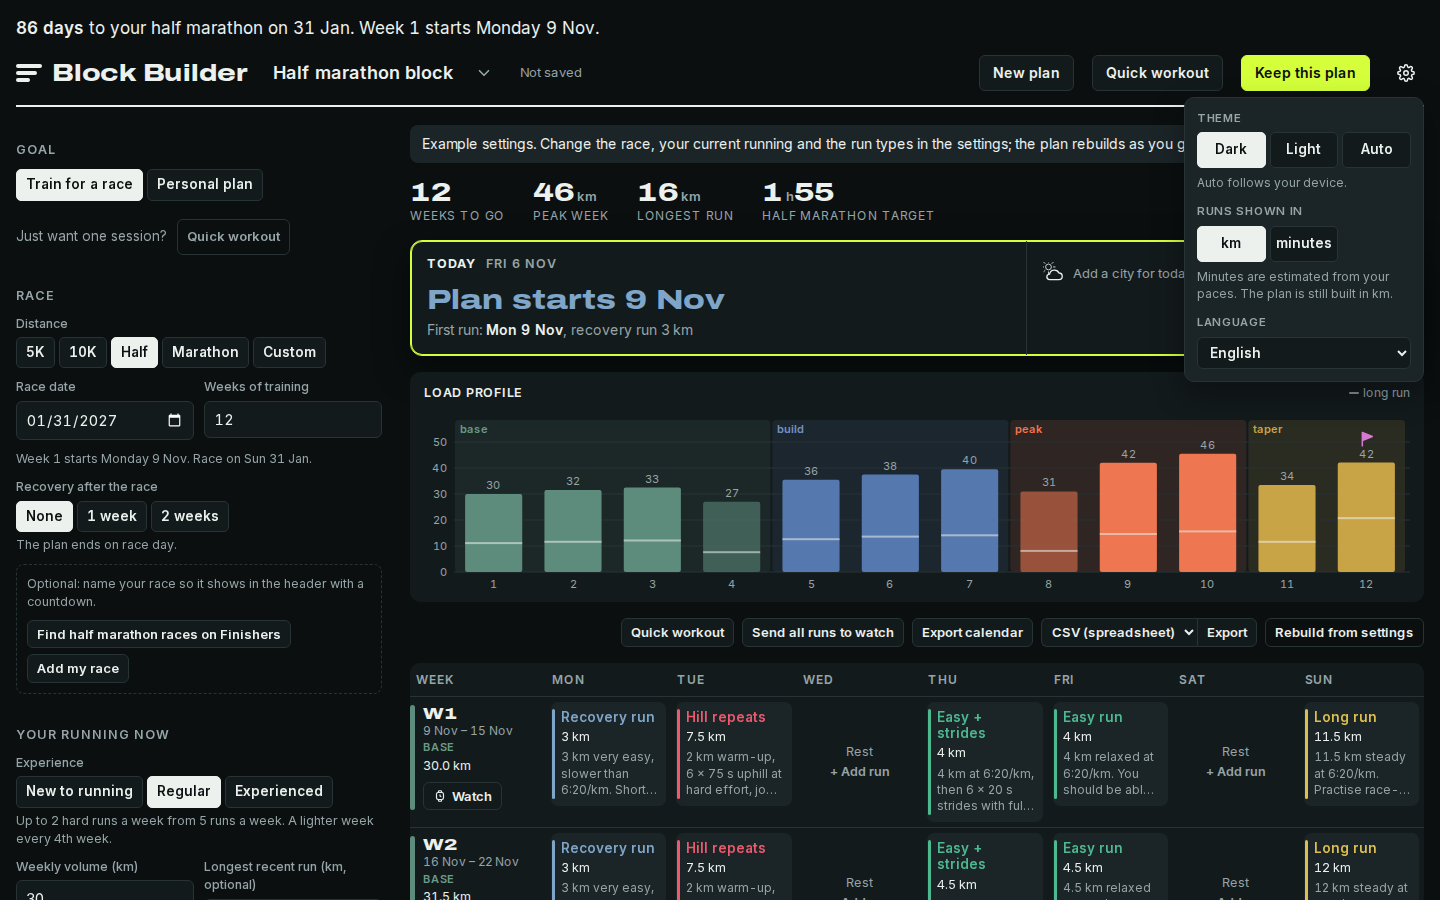 86 days to your half marathon on 31 Jan. Week 1 starts Monday 9 Nov.
Block Builder
Half marathon block
Not saved
New plan
Quick workout
Keep this plan
THEME
Dark
Light
Auto
Auto follows your device.
RUNS SHOWN IN
km
minutes
Minutes are estimated from your
paces. The plan is still built in km.
LANGUAGE
English
GOAL
Train for a race
Personal plan
Just want one session?
Quick workout
RACE
Distance
5K
10K
Half
Marathon
Custom
Race date
Weeks of training
01/31/2027
12
Week 1 starts Monday 9 Nov. Race on Sun 31 Jan.
Recovery after the race
None
1 week
2 weeks
The plan ends on race day.
Optional: name your race so it shows in the header with a
countdown.
Find half marathon races on Finishers
Add my race
YOUR RUNNING NOW
Experience
New to running
Regular
Experienced
Up to 2 hard runs a week from 5 runs a week. A lighter week
every 4th week.
Weekly volume (km)
Longest recent run (km,
optional)
30
Example settings. Change the race, your current running and the run types in the settings; the plan rebuilds as you
12
WEEKS TO GO
46 km
PEAK WEEK
16 km
LONGEST RUN
1 h 55
HALF MARATHON TARGET
TODAY FRI 6 NOV
Plan starts 9 Nov
First run: Mon 9 Nov, recovery run 3 km
Add a city for
LOAD PROFILE
long run
base
build
peak
taper
50
40
30
20
10
0
30
32
33
27
36
38
40
31
42
46
34
42
1
2
3
4
5
6
7
8
9
10
11
12
Quick workout
Send all runs to watch
Export calendar
CSV (spreadsheet)
Export
Rebuild from settings
WEEK
MON
TUE
WED
THU
FRI
SAT
SUN
W1
9 Nov – 15 Nov
BASE
30.0 km
Watch
Recovery run
3 km
3 km very easy,
slower than
6:20/km. Short…
Hill repeats
7.5 km
2 km warm-up,
6 × 75 s uphill at
hard effort, jo…
Rest
+ Add run
Easy +
strides
4 km
4 km at 6:20/km,
then 6 × 20 s
strides with ful…
Easy run
4 km
4 km relaxed at
6:20/km. You
should be abl…
Rest
+ Add run
Long run
11.5 km
11.5 km steady
at 6:20/km.
Practise race-…
W2
16 Nov – 22 Nov
BASE
31.5 km
Recovery run
3 km
3 km very easy,
Hill repeats
7.5 km
2 km warm-up,
Rest
Easy +
strides
4.5 km
Easy run
4.5 km
4.5 km relaxed
Rest
Long run
12 km
12 km steady at